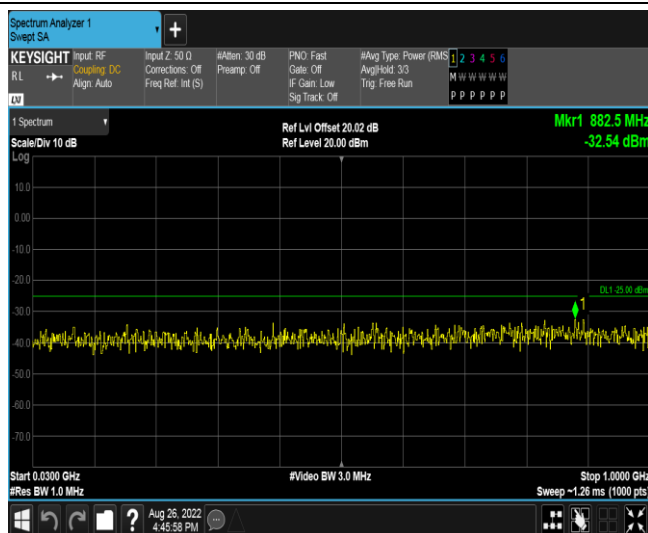 Spectrum Analyzer 1
Swept SA
KEYSIGHT
RL
LXI
Input: RF
Coupling: DC
Align: Auto
Input Z: 50 Ω
Corrections: Off
Freq Ref: Int (S)
#Atten: 30 dB
Preamp: Off
PNO: Fast
Gate: Off
IF Gain: Low
Sig Track: Off
#Avg Type: Power (RMS
Avg|Hold: 3/3
Trig: Free Run
1 2 3 4 5 6
M W W W W W
P P P P P P
1 Spectrum
Scale/Div 10 dB
Ref Lvl Offset 20.02 dB
Ref Level 20.00 dBm
Mkr1 882.5 MHz
-32.54 dBm
Log
10.0
0.00
-10.0
-20.0
DL1 -25.00 dBm
1
-30.0
-40.0
-50.0
-60.0
-70.0
Start 0.0300 GHz
#Video BW 3.0 MHz
Stop 1.0000 GHz
#Res BW 1.0 MHz
Sweep ~1.26 ms (1000 pts)
Aug 26, 2022
4:45:58 PM